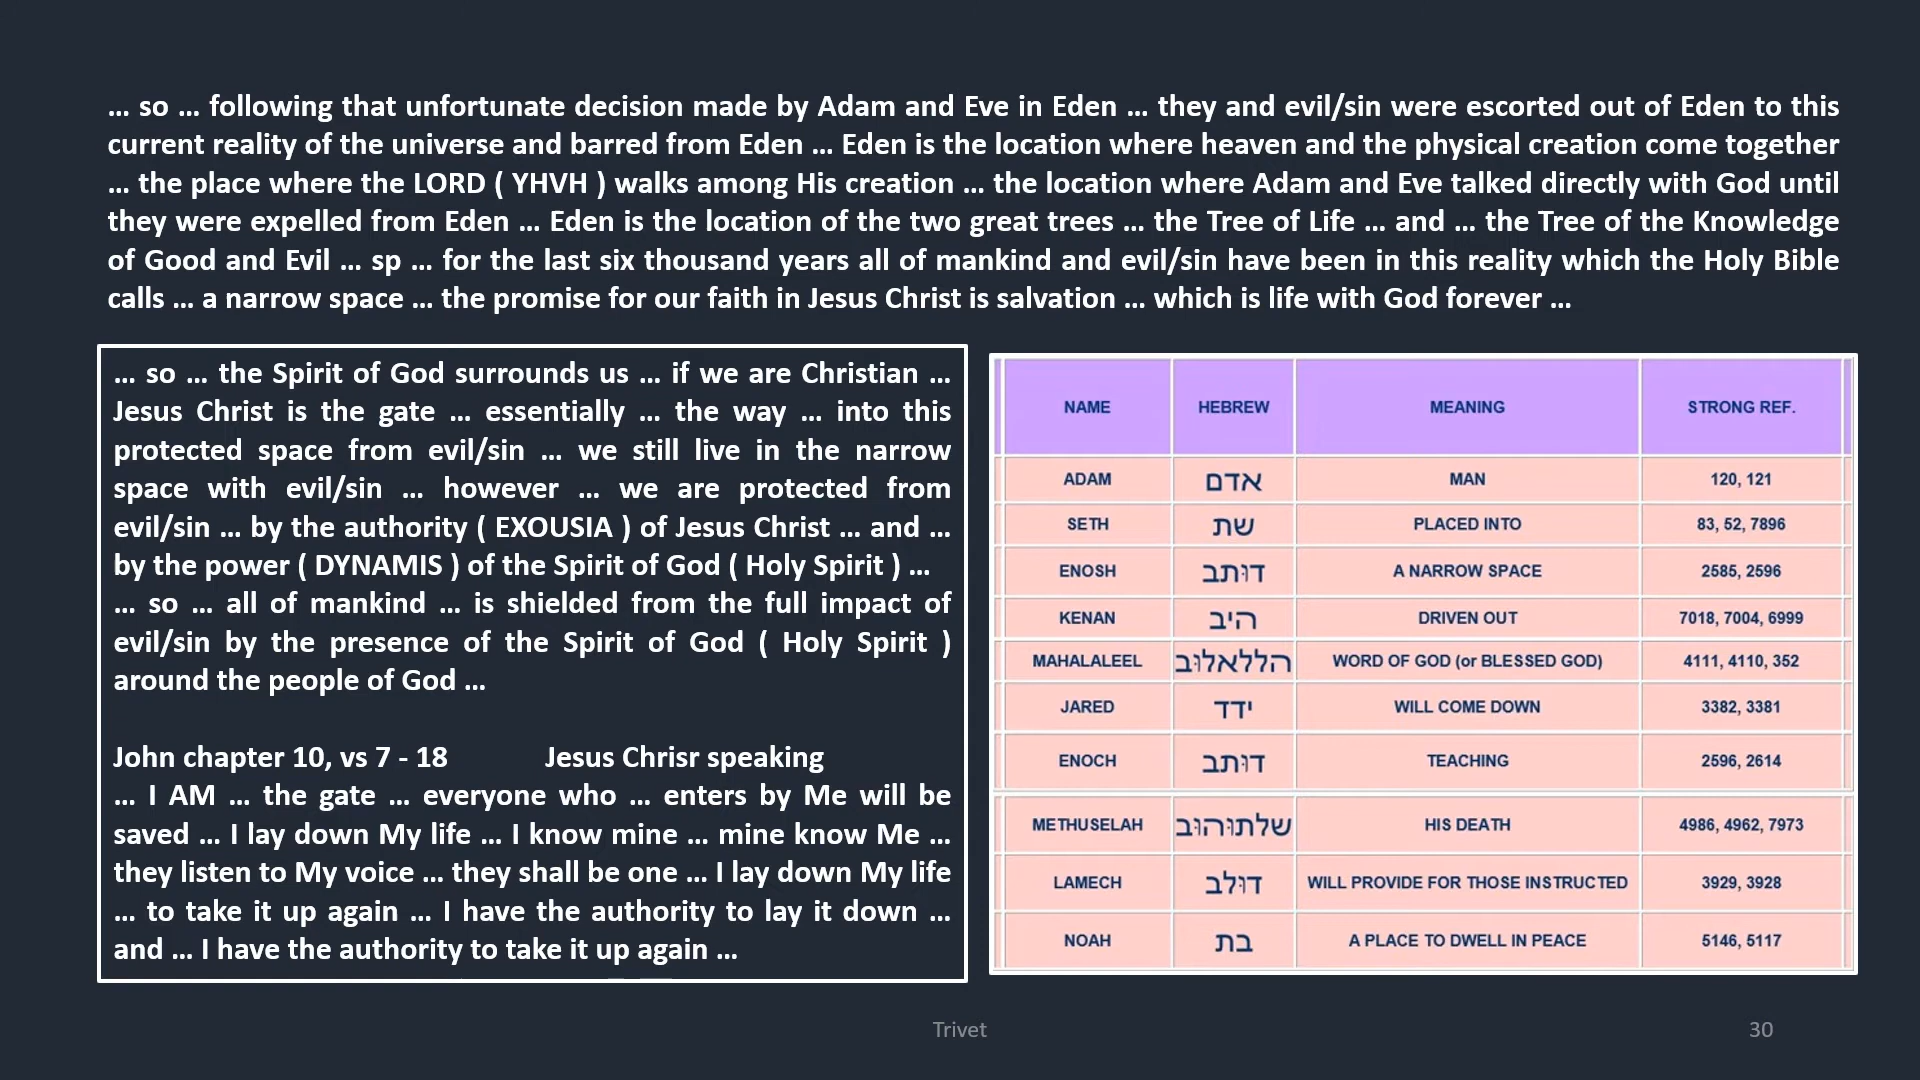 ... so ... following that unfortunate decision made by Adam and Eve in Eden ... they and evil/sin were escorted out of Eden to this
current reality of the universe and barred from Eden ... Eden is the location where heaven and the physical creation come together
... the place where the LORD ( YHVH ) walks among His creation ... the location where Adam and Eve talked directly with God until
they were expelled from Eden ... Eden is the location of the two great trees ... the Tree of Life ... and ... the Tree of the Knowledge
of Good and Evil ... sp ... for the last six thousand years all of mankind and evil/sin have been in this reality which the Holy Bible
calls ... a narrow space ... the promise for our faith in Jesus Christ is salvation ... which is life with God forever ...
... so ... the Spirit of God surrounds us ... if we are Christian ...
Jesus Christ is the gate ... essentially ... the way ... into this
protected space from evil/sin ... we still live in the narrow
space with evil/sin ... however ... we are protected from
evil/sin ... by the authority ( EXOUSIA ) of Jesus Christ ... and ...
by the power ( DYNAMIS ) of the Spirit of God ( Holy Spirit ) ...
... so ... all of mankind ... is shielded from the full impact of
evil/sin by the presence of the Spirit of God ( Holy Spirit )
around the people of God ...
John chapter 10, vs 7 - 18 Jesus Chrisr speaking
... I AM ... the gate ... everyone who ... enters by Me will be
saved ... I lay down My life ... I know mine ... mine know Me ...
they listen to My voice ... they shall be one ... I lay down My life
... to take it up again ... I have the authority to lay it down ...
and ... I have the authority to take it up again ...
NAME HEBREW MEANING STRONG REF.
ADAM אדם MAN 120, 121
SETH שת PLACED INTO 83, 52, 7896
ENOSH דותב A NARROW SPACE 2585, 2596
KENAN היב DRIVEN OUT 7018, 7004, 6999
MAHALALEEL הללאלוב WORD OF GOD (or BLESSED GOD) 4111, 4110, 352
JARED ידד WILL COME DOWN 3382, 3381
ENOCH דותב TEACHING 2596, 2614
METHUSELAH שלתוהוב HIS DEATH 4986, 4962, 7973
LAMECH דולב WILL PROVIDE FOR THOSE INSTRUCTED 3929, 3928
NOAH בת A PLACE TO DWELL IN PEACE 5146, 5117
Trivet 30